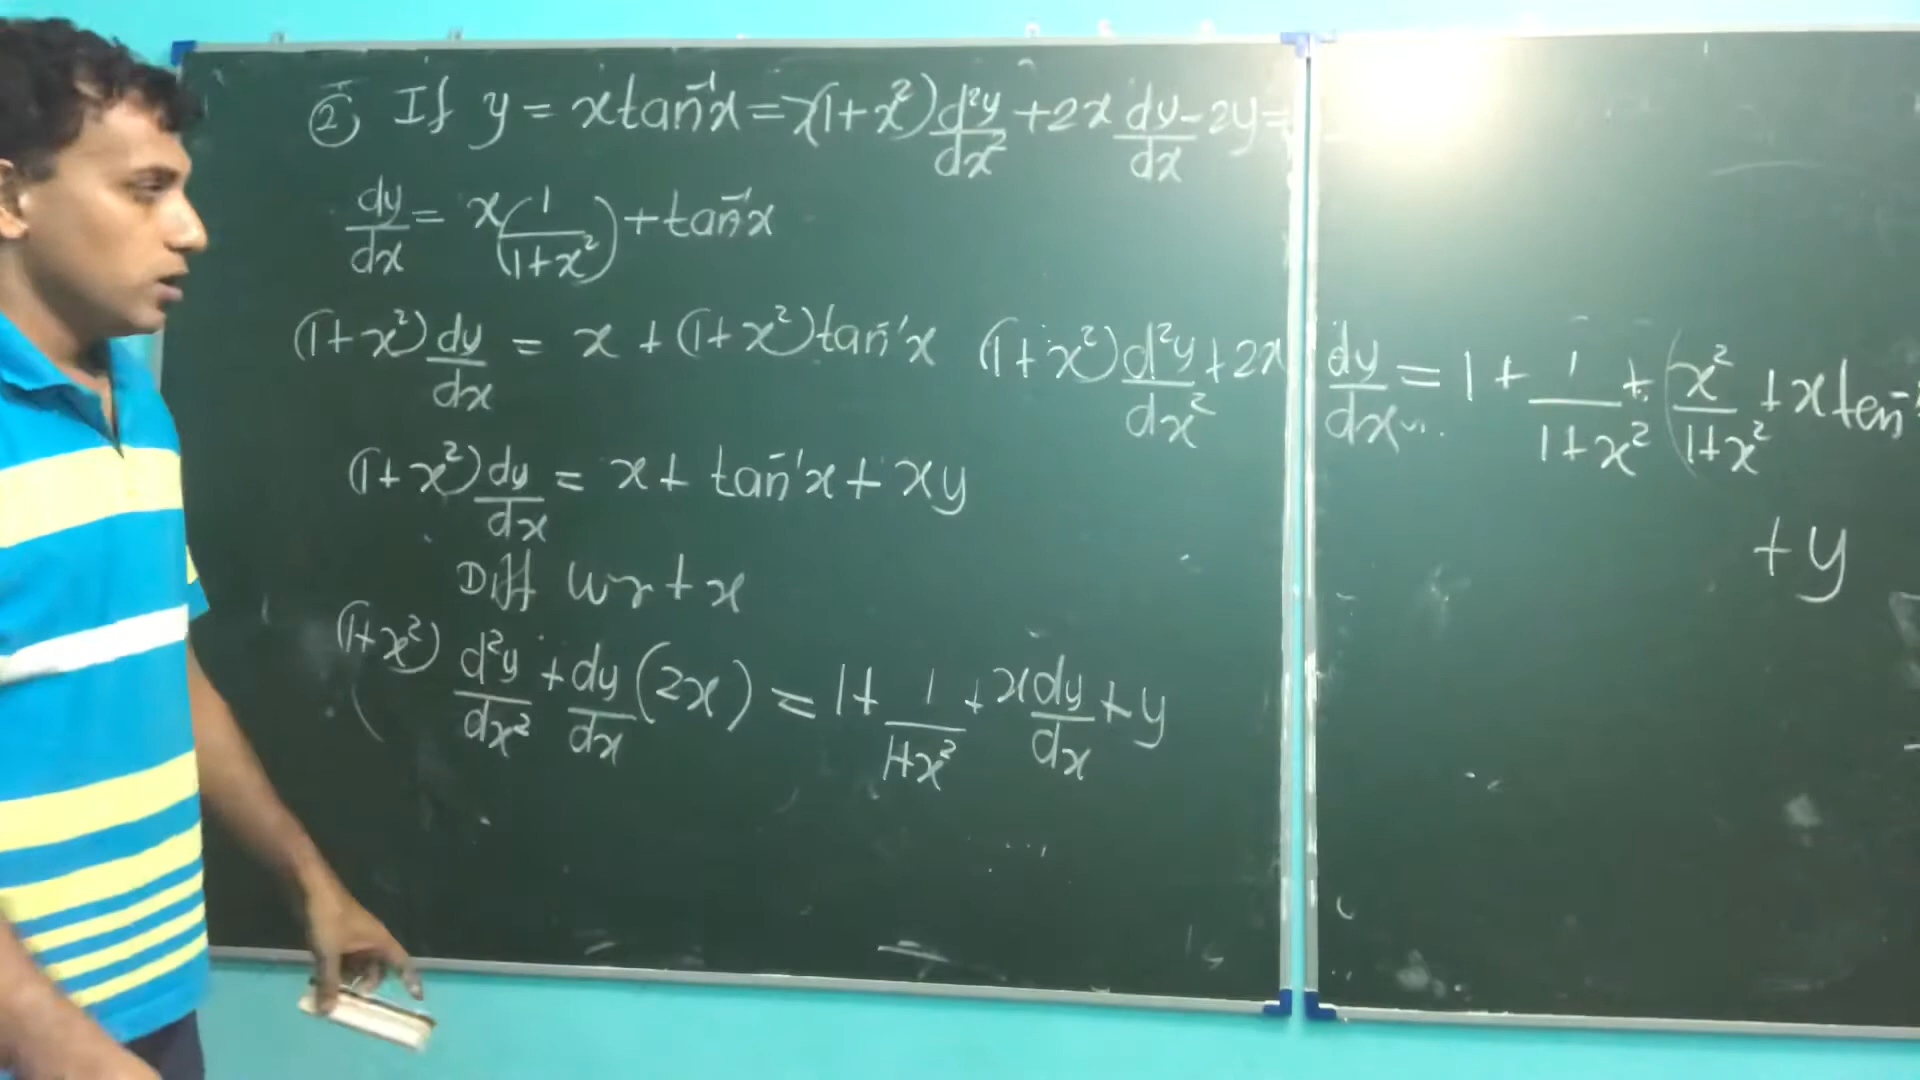 ② If y = x tan⁻¹x => (1+x²) d²y/dx² + 2x dy/dx - 2y =
dy/dx = x(1/(1+x²)) + tan⁻¹x
(1+x²) dy/dx = x + (1+x²) tan⁻¹x
(1+x²) dy/dx = x + tan⁻¹x + xy
Diff w r t x
(1+x²) d²y/dx² + dy/dx (2x) = 1 + 1/(1+x²) + x dy/dx + y
(1+x²) d²y/dx² + 2x dy/dx = 1 + 1/(1+x²) + (x²/(1+x²) + x tan⁻
+ y